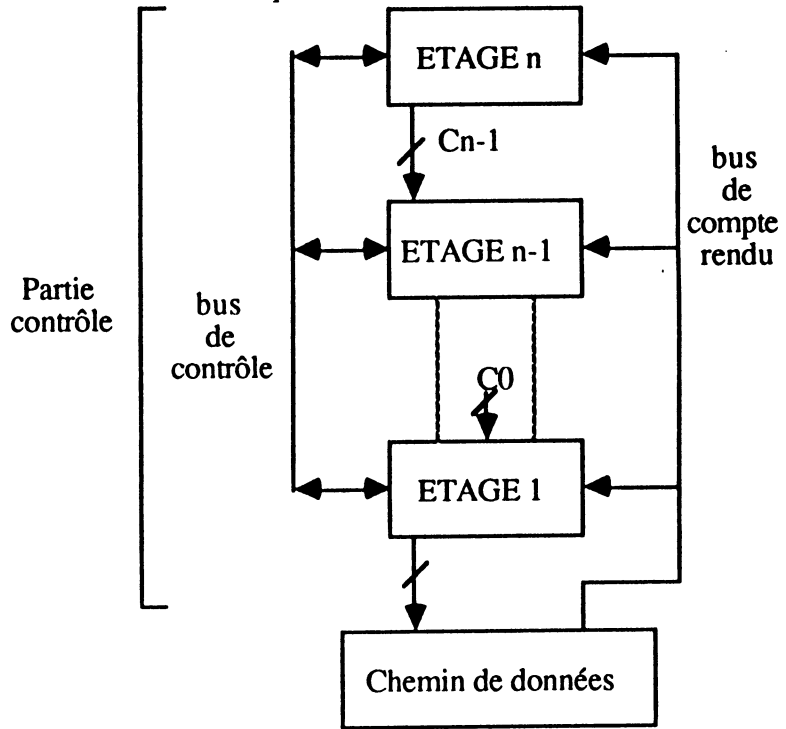 ETAGE n
Cn-1
bus
de
compte
rendu
ETAGE n-1
Partie
contrôle
bus
de
contrôle
C0
ETAGE 1
Chemin de données